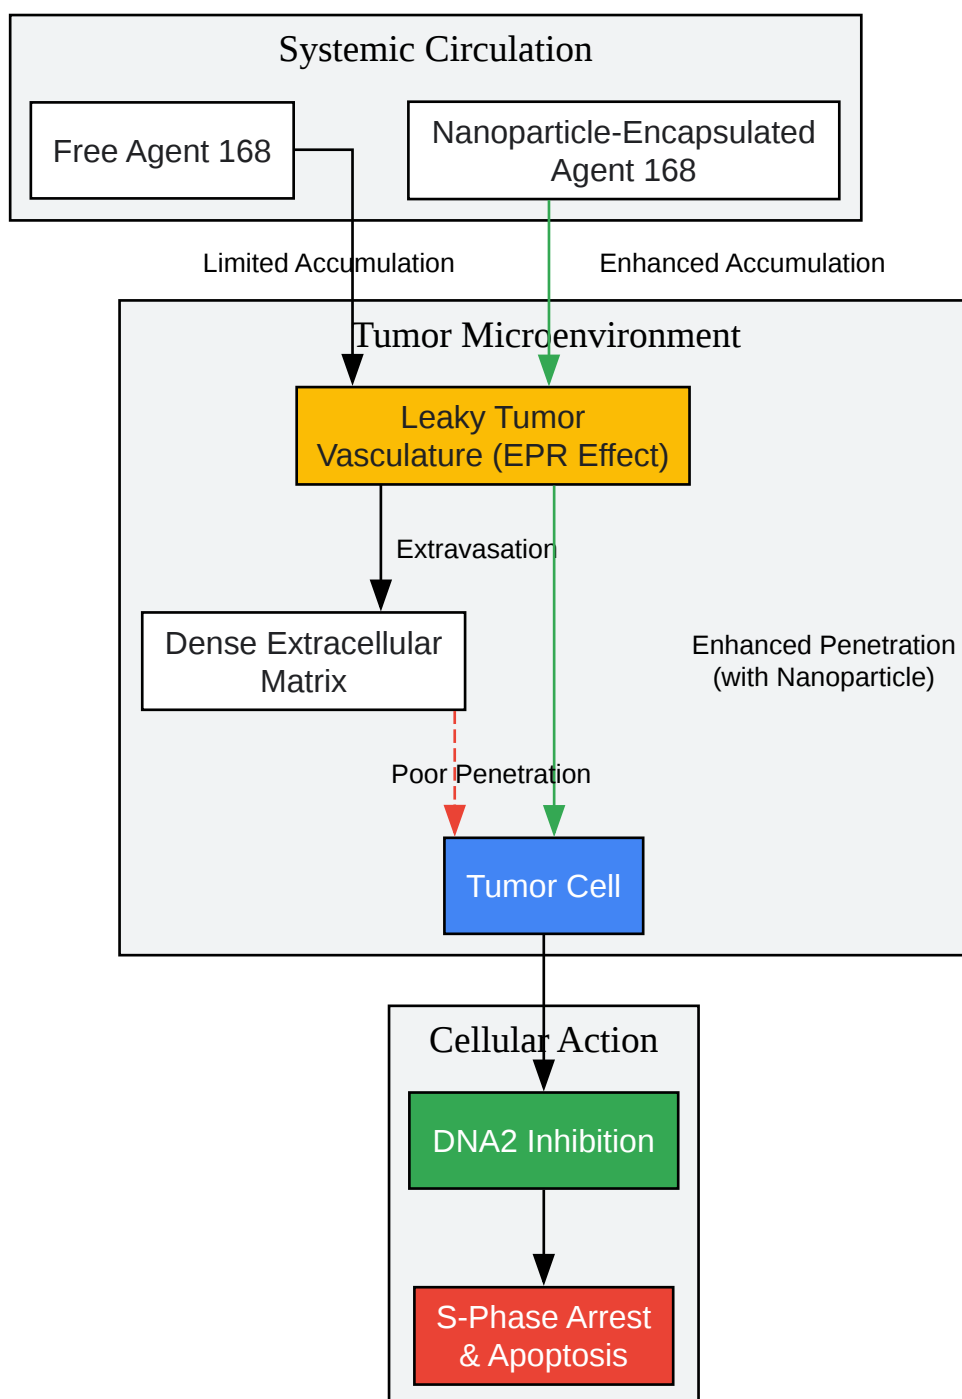 Systemic Circulation
Free Agent 168
Nanoparticle-Encapsulated
Agent 168
Limited Accumulation
Enhanced Accumulation
Tumor Microenvironment
Leaky Tumor
Vasculature (EPR Effect)
Extravasation
Dense Extracellular
Matrix
Enhanced Penetration
(with Nanoparticle)
Poor Penetration
Tumor Cell
Cellular Action
DNA2 Inhibition
S-Phase Arrest
& Apoptosis